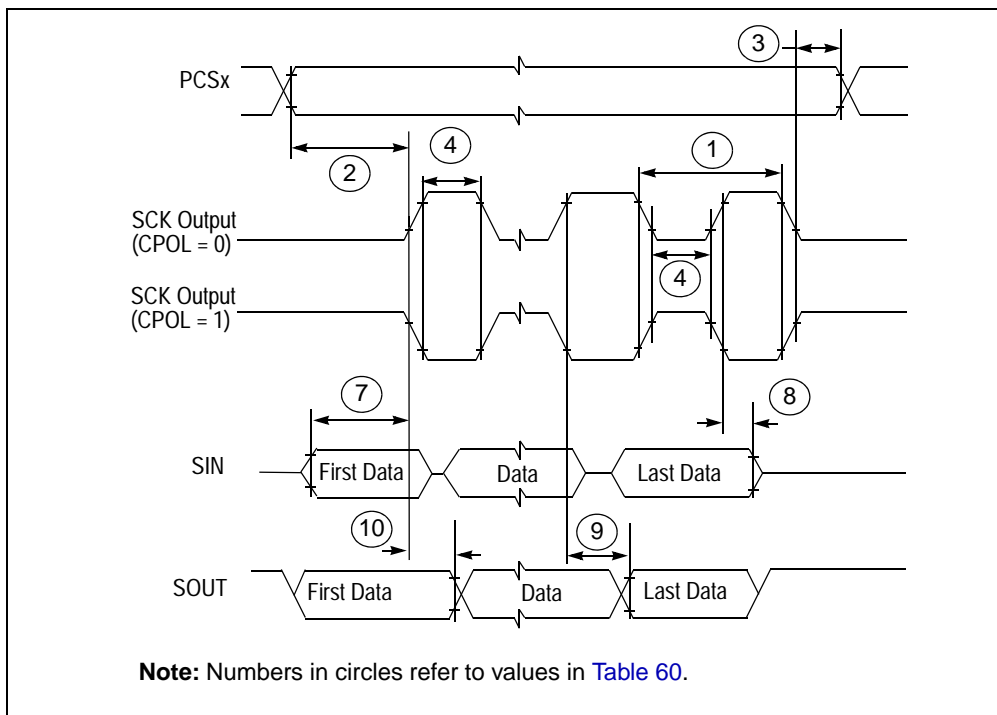 3
PCSx
2
4
1
SCK Output
(CPOL = 0)
4
SCK Output
(CPOL = 1)
7
8
SIN
First Data
Data
Last Data
10
9
SOUT
First Data
Data
Last Data
Note: Numbers in circles refer to values in Table 60.